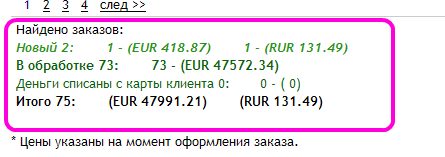 1 2 3 4 след >>
Найдено заказов:
Новый 2: 1 - (EUR 418.87) 1 - (RUR 131.49)
В обработке 73: 73 - (EUR 47572.34)
Деньги списаны с карты клиента 0: 0 - ( 0)
Итого 75: (EUR 47991.21) (RUR 131.49)
* Цены указаны на момент оформления заказа.